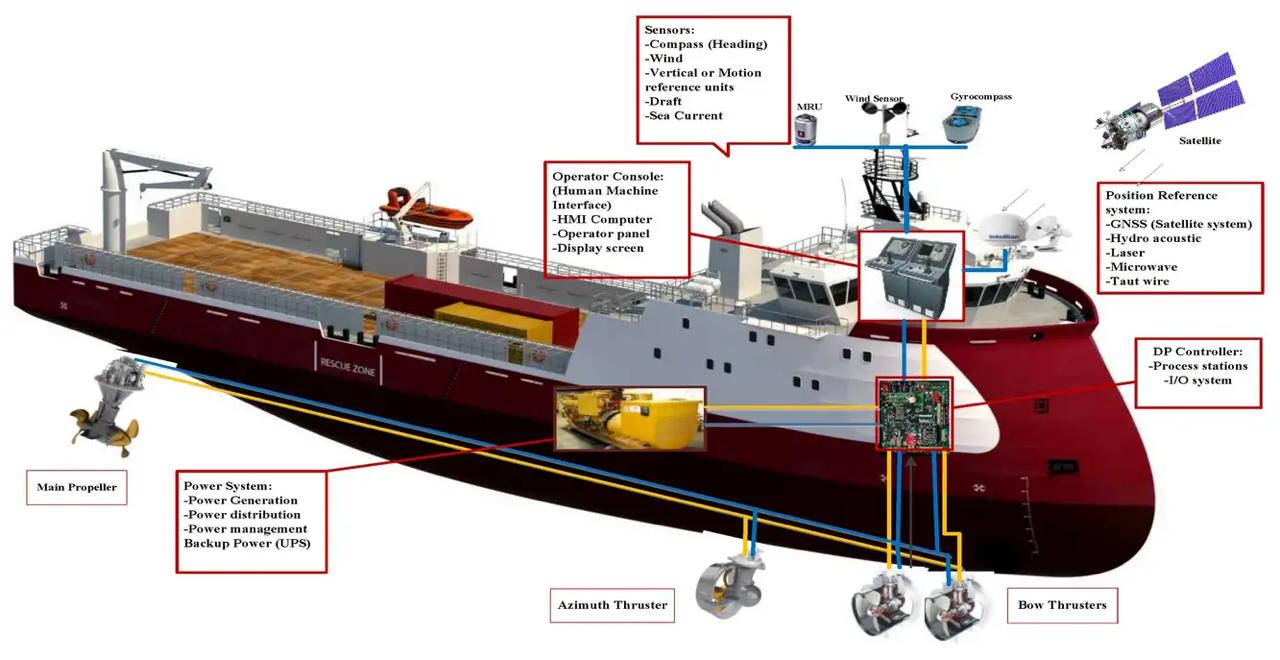 Sensors:
-Compass (Heading)
-Wind
-Vertical or Motion
reference units
-Draft
-Sea Current
MRU
Wind Sensor
Gyrocompass
Satellite
Operator Console:
(Human Machine
Interface)
-HMI Computer
-Operator panel
-Display screen
Position Reference
system:
-GNSS (Satellite system)
-Hydro acoustic
-Laser
-Microwave
-Taut wire
intellian
RESCUE ZONE
DP Controller:
-Process stations
-I/O system
Main Propeller
Power System:
-Power Generation
-Power distribution
-Power management
Backup Power (UPS)
Azimuth Thruster
Bow Thrusters